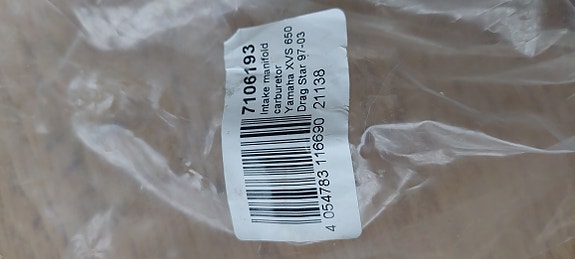 7106193
Intake manifold
carburetor
Yamaha XVS 650
Drag Star 97-03
4 054783 116690 21138